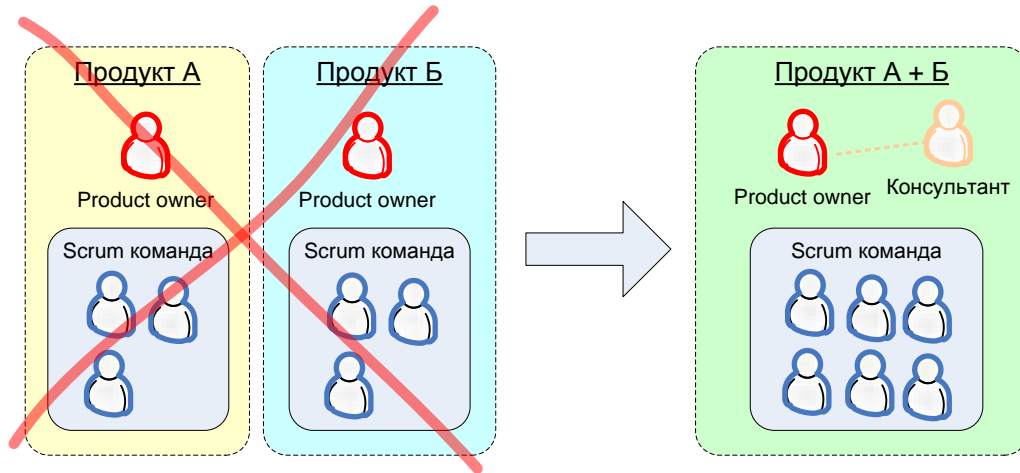 Продукт А
Product owner
Scrum команда
Продукт Б
Product owner
Scrum команда
Продукт А + Б
Product owner
Консультант
Scrum команда